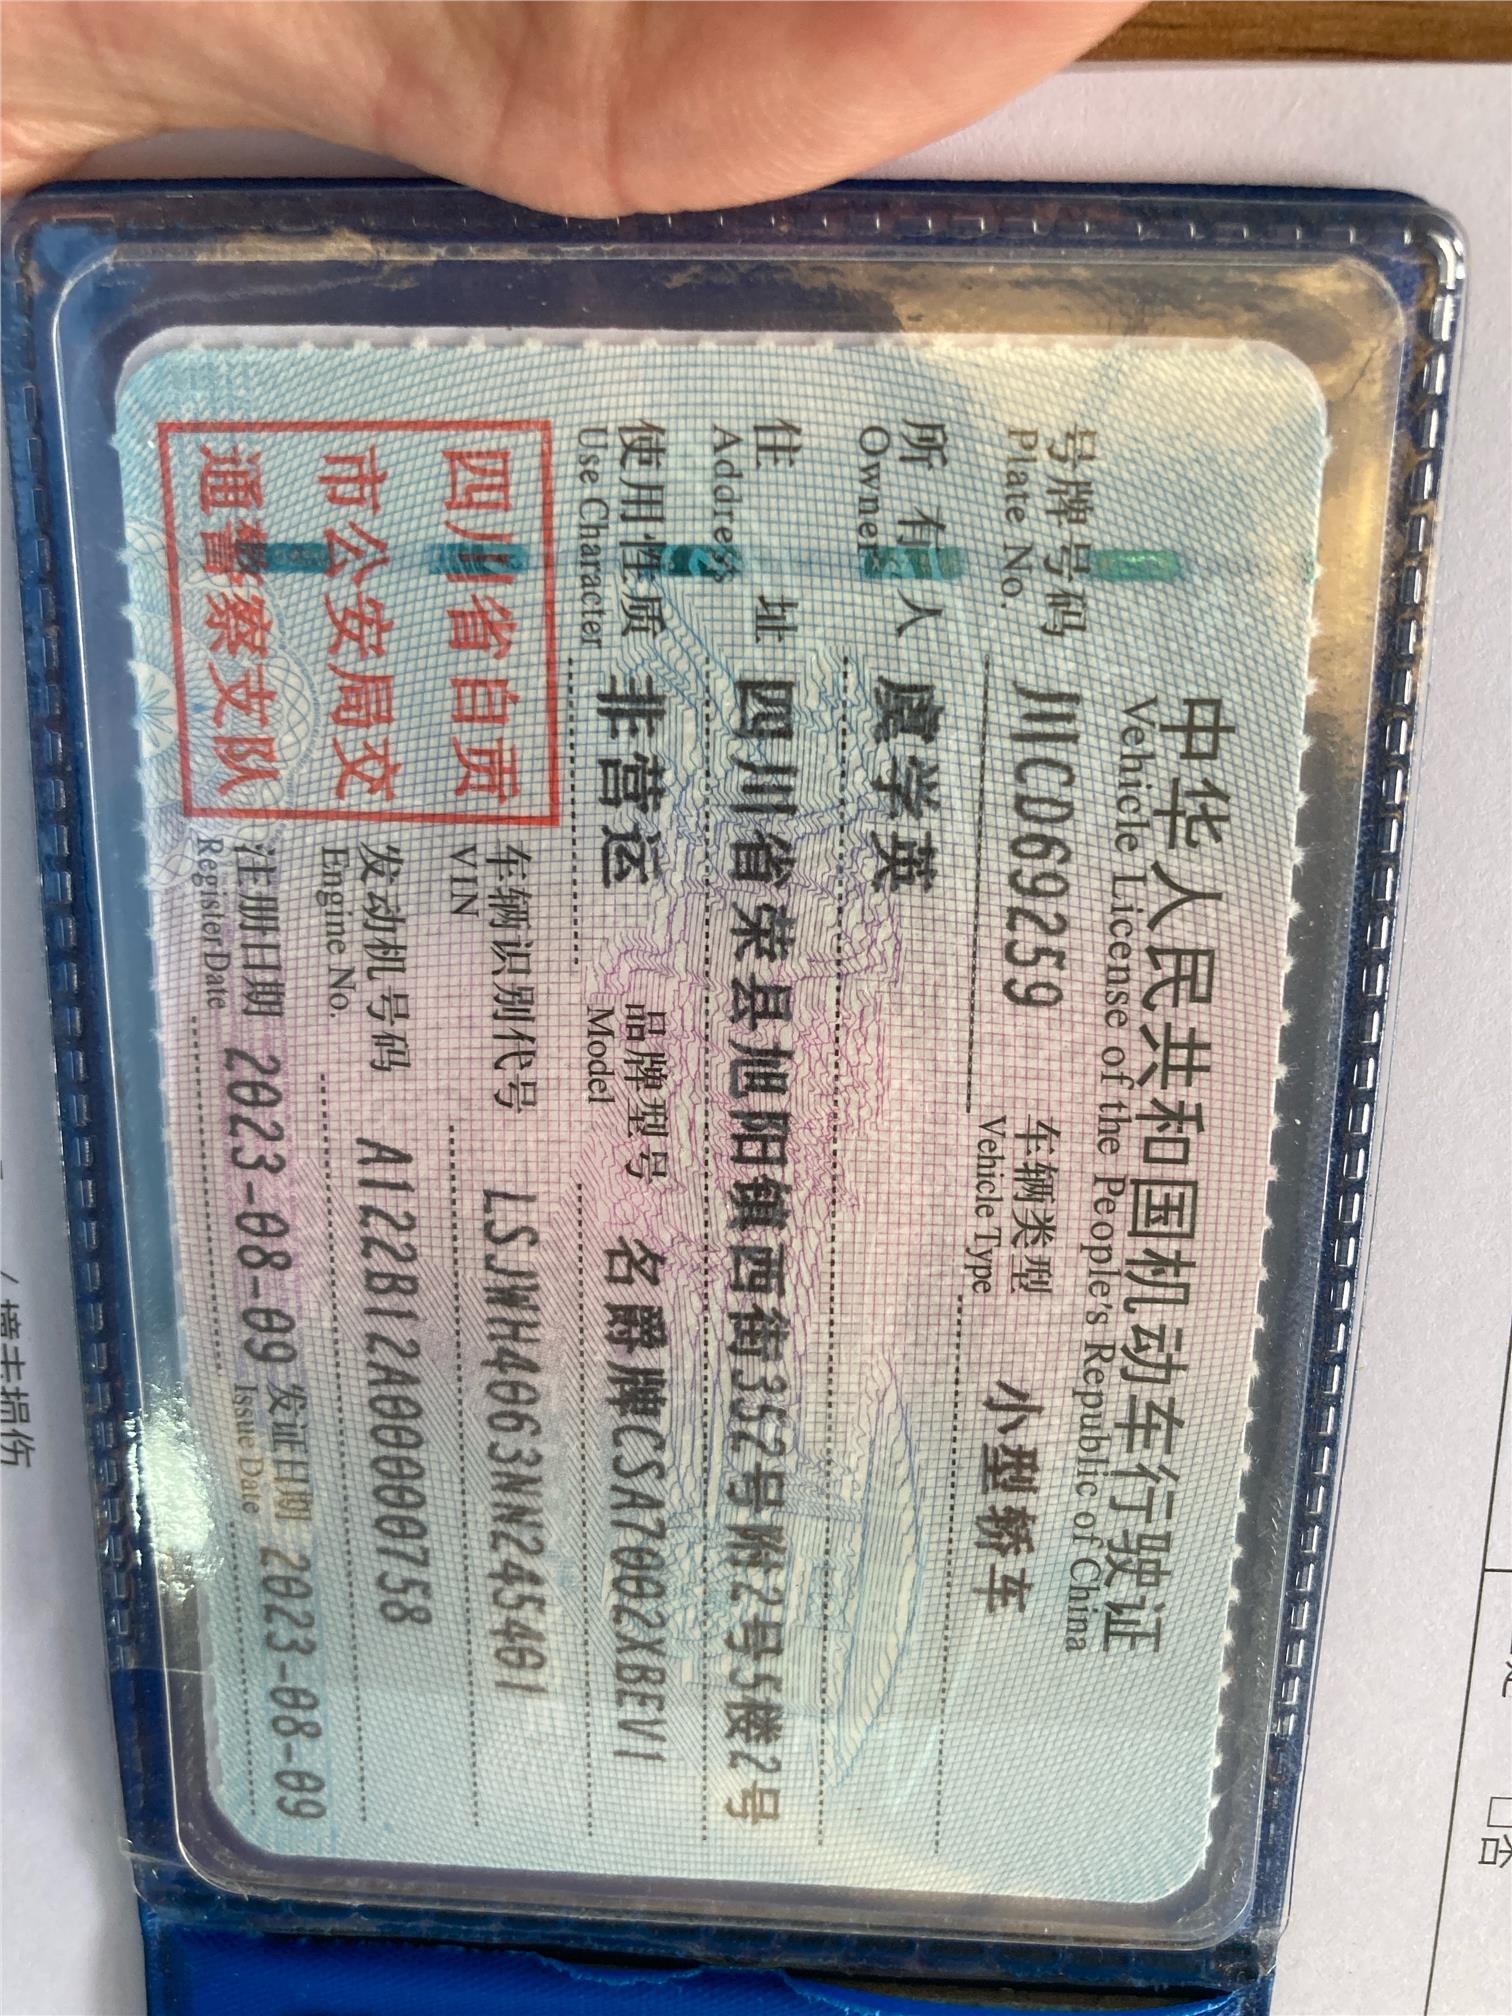 中华人民共和国机动车行驶证
Vehicle License of the People's Republic of China
号牌号码 川CD69259 车辆类型 小型轿车
Plate No. Vehicle Type
所有人 虞学英
Owner
住址 四川省荣县旭阳镇西街352号附2号5楼2号
Address
使用性质 非营运 品牌型号 名爵牌CSA7002XBEV1
Use Character Model
四川省自贡
市公安局交
通警察支队
车辆识别代号 LSJWH4063NN245401
VIN
发动机号码 A122B12A0000758
Engine No.
注册日期 2023-08-09 发证日期 2023-08-09
Register Date Issue Date